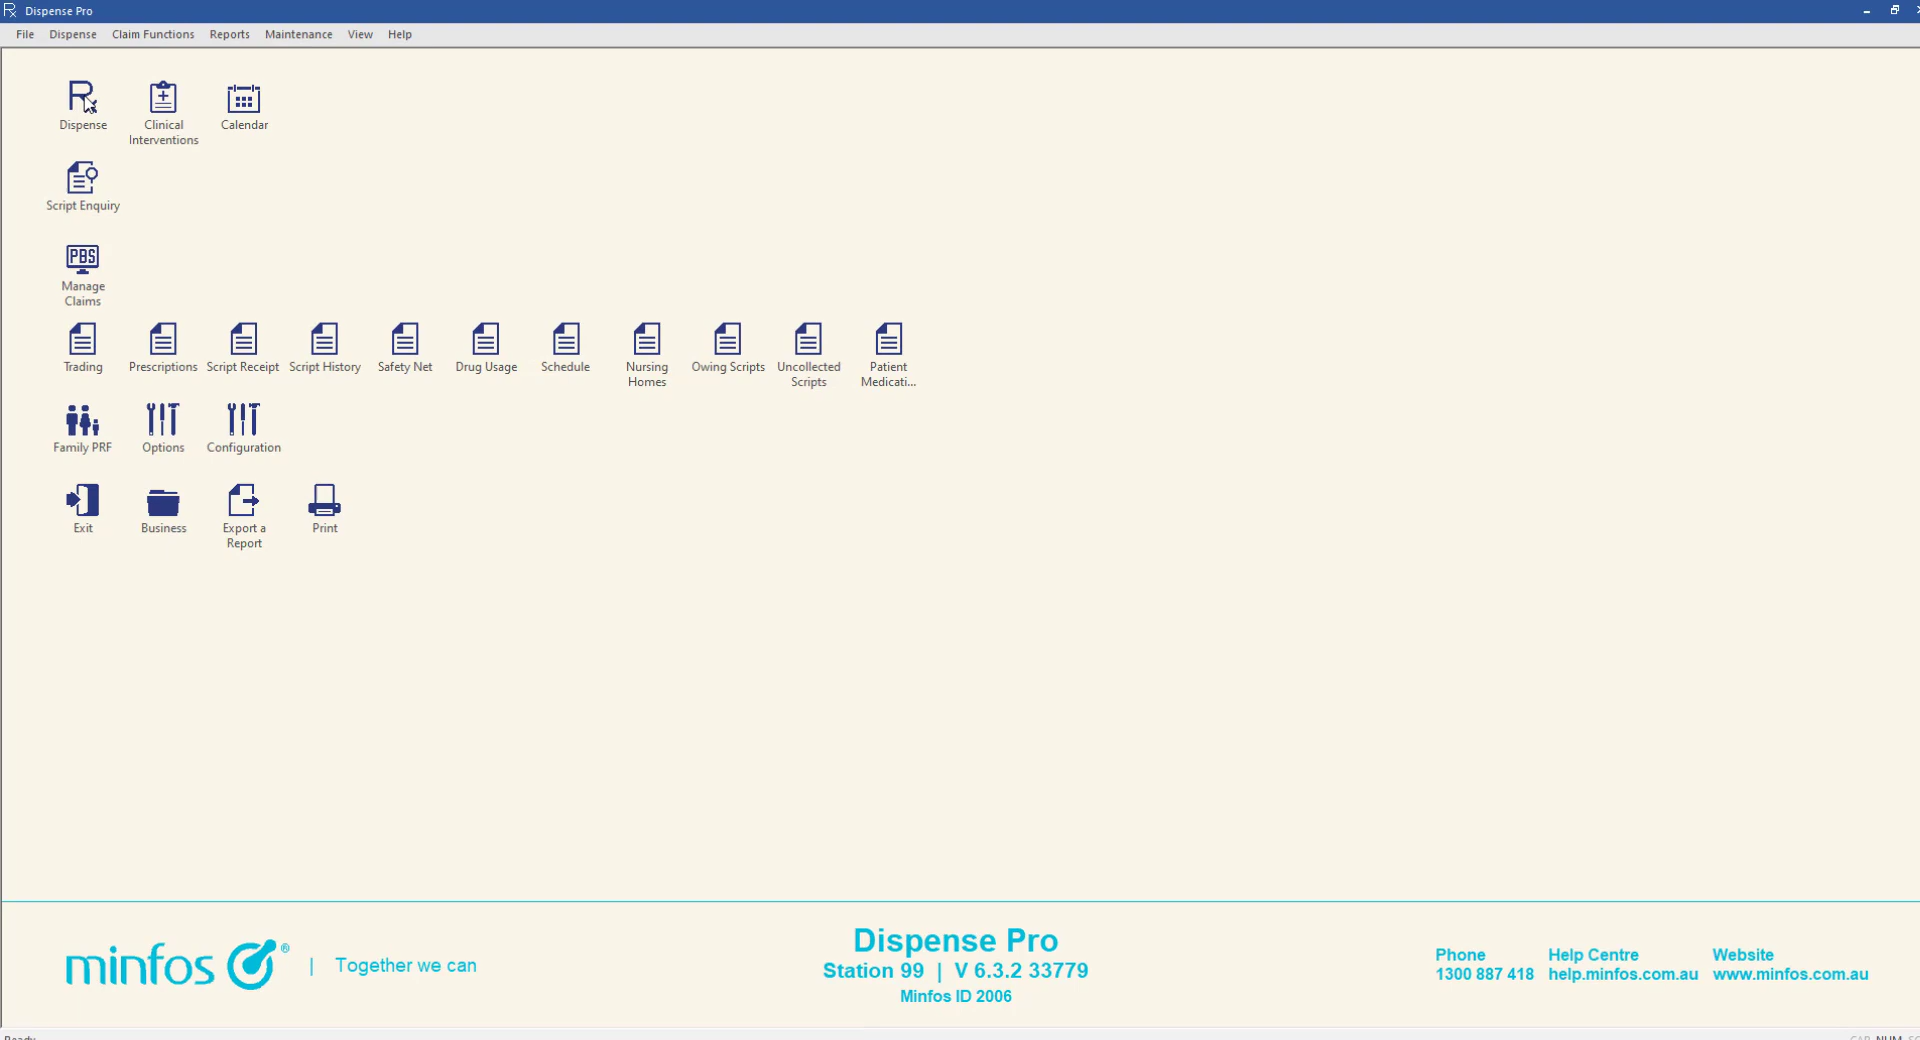 Dispense Pro
File Dispense Claim Functions Reports Maintenance View Help
Dispense
Clinical
Interventions
Calendar
Script Enquiry
PBS
Manage
Claims
Trading
Prescriptions
Script Receipt
Script History
Safety Net
Drug Usage
Schedule
Nursing
Homes
Owing Scripts
Uncollected
Scripts
Patient
Medicati...
Family PRF
Options
Configuration
Exit
Business
Export a
Report
Print
minfos ® | Together we can
Dispense Pro
Station 99 | V 6.3.2 33779
Minfos ID 2006
Phone
1300 887 418
Help Centre
help.minfos.com.au
Website
www.minfos.com.au
Ready
CAP NUM